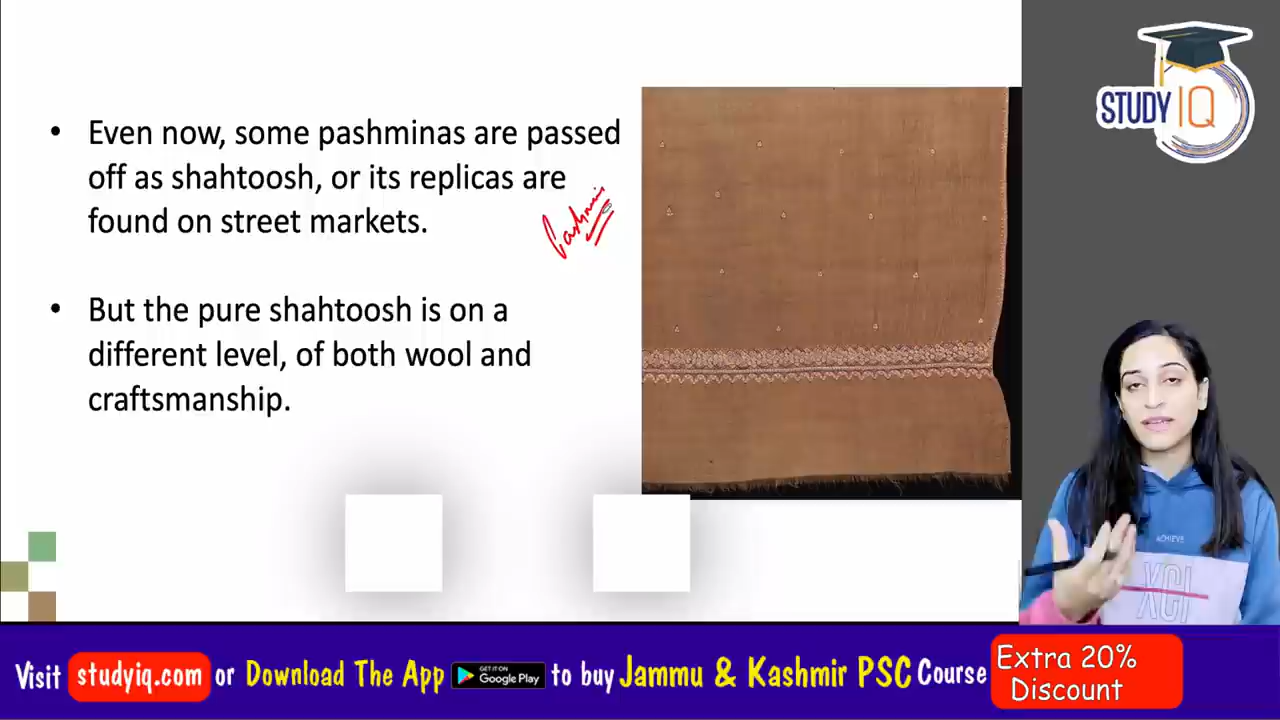 • Even now, some pashminas are passed
off as shahtoosh, or its replicas are
found on street markets.
• But the pure shahtoosh is on a
different level, of both wool and
craftsmanship.
STUDY IQ
ACHIEVE
XCI
Visit studyiq.com or Download The App GET IT ON Google Play to buy Jammu & Kashmir PSC Course Extra 20% Discount